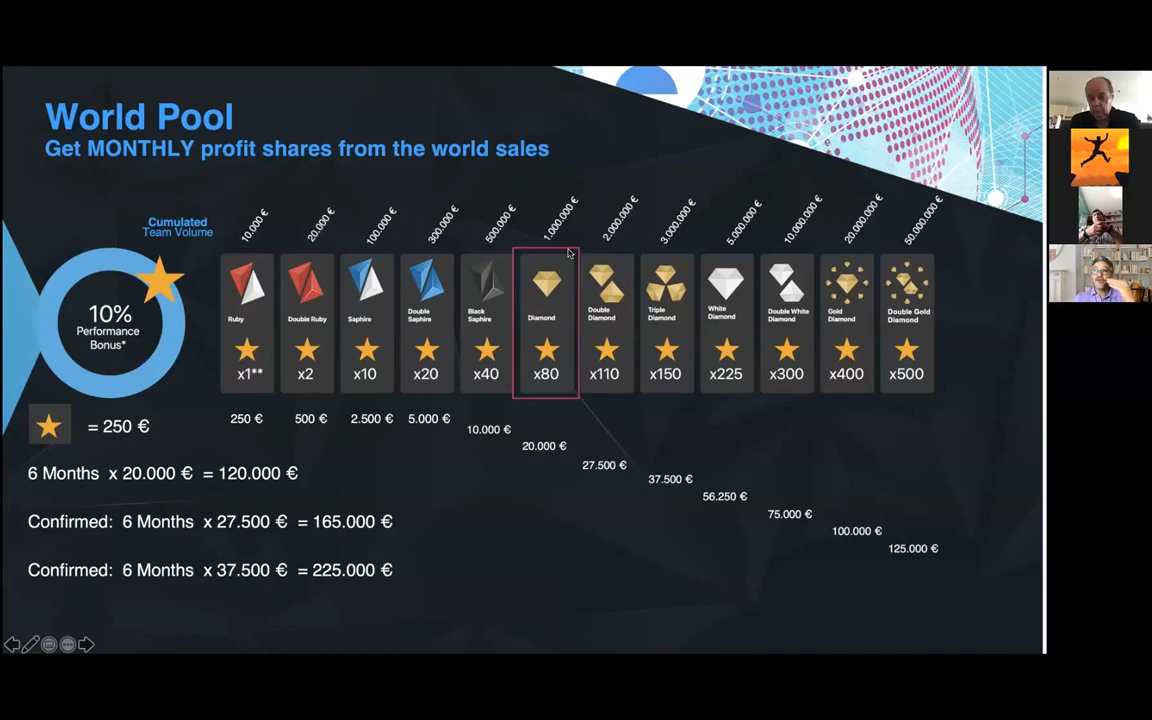 World Pool
Get MONTHLY profit shares from the world sales
Cumulated
Team Volume
10.000 €
20.000 €
100.000 €
300.000 €
500.000 €
1.000.000 €
2.000.000 €
3.000.000 €
5.000.000 €
10.000.000 €
20.000.000 €
50.000.000 €
10%
Performance
Bonus*
Ruby
Double Ruby
Saphire
Double
Saphire
Black
Saphire
Diamond
Double
Diamond
Triple
Diamond
White
Diamond
Double White
Diamond
Gold
Diamond
Double Gold
Diamond
x1**
x2
x10
x20
x40
x80
x110
x150
x225
x300
x400
x500
250 €
500 €
2.500 €
5.000 €
10.000 €
20.000 €
27.500 €
37.500 €
56.250 €
75.000 €
100.000 €
125.000 €
= 250 €
6 Months x 20.000 € = 120.000 €
Confirmed: 6 Months x 27.500 € = 165.000 €
Confirmed: 6 Months x 37.500 € = 225.000 €